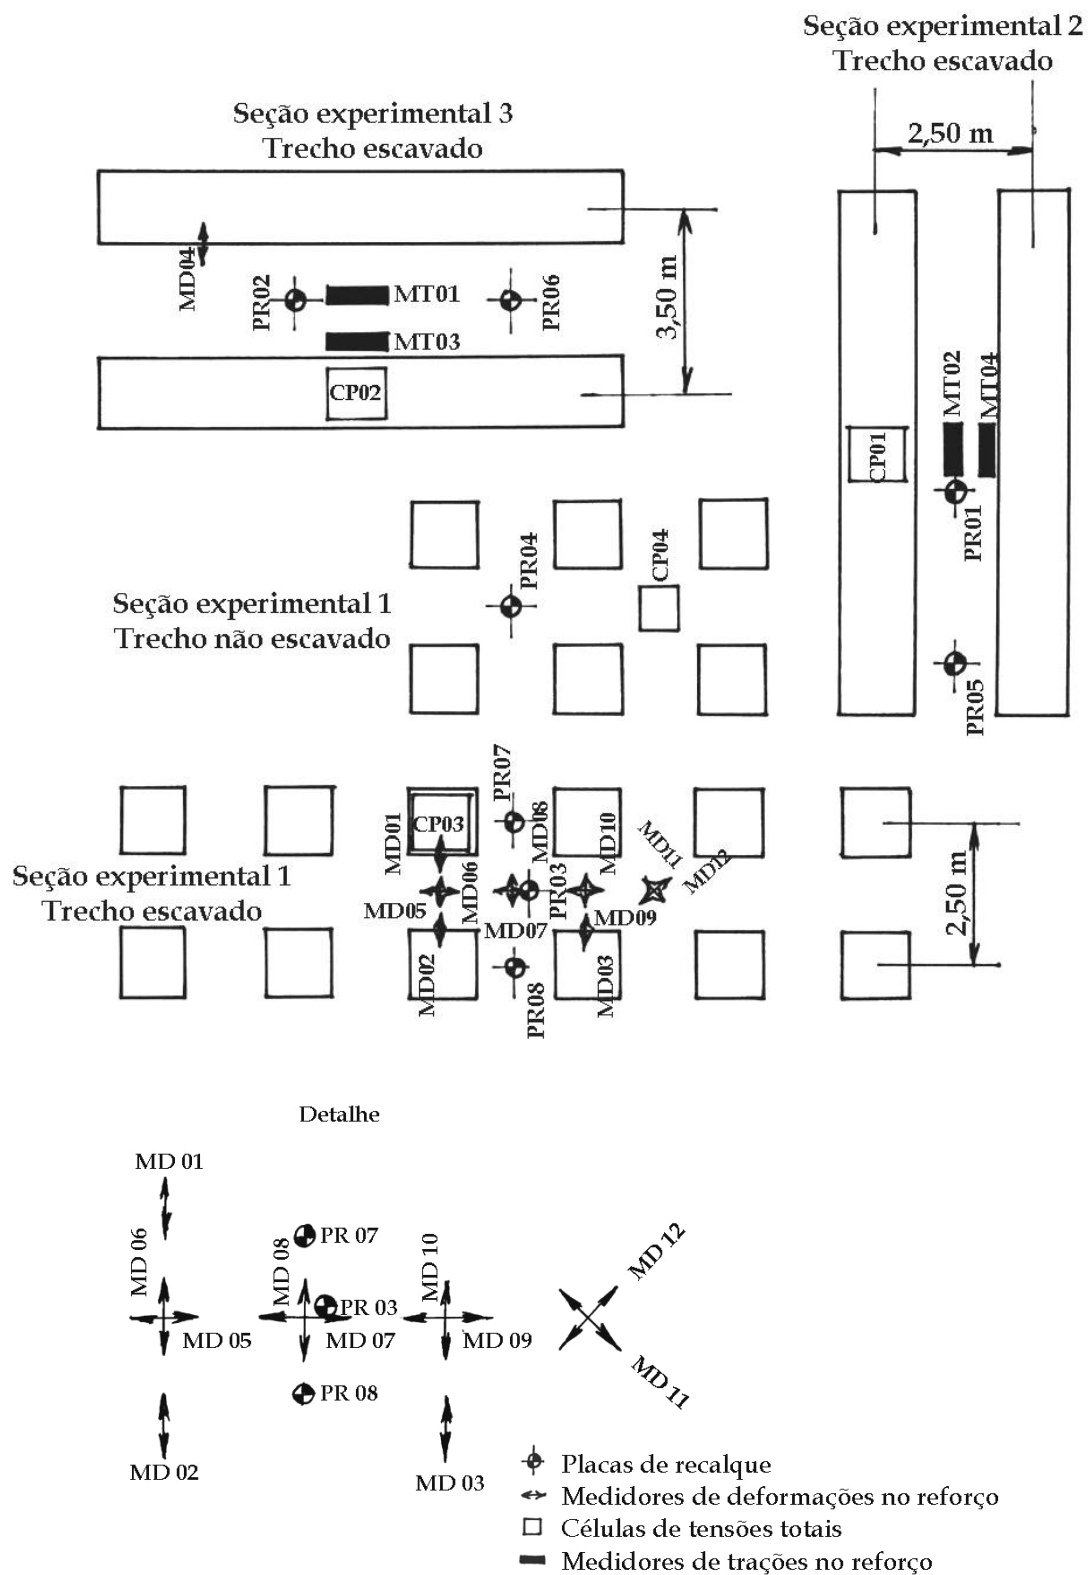 Seção experimental 2
Trecho escavado
2,50 m
Seção experimental 3
Trecho escavado
MD04
PR02
MT01
PR06
MT03
3,50 m
CP02
MT02
MT04
CP01
PR01
PR04
CP04
Seção experimental 1
Trecho não escavado
PR05
PR07
MD01
CP03
MD08
MD10
MD11
MD12
Seção experimental 1
Trecho escavado
MD05
MD06
PR03
MD07
MD09
2,50 m
MD02
PR08
MD03
Detalhe
MD 01
MD 06
MD 08
PR 07
MD 10
MD 12
PR 03
MD 05
MD 07
MD 09
MD 11
PR 08
MD 02
MD 03
Placas de recalque
Medidores de deformações no reforço
Células de tensões totais
Medidores de trações no reforço